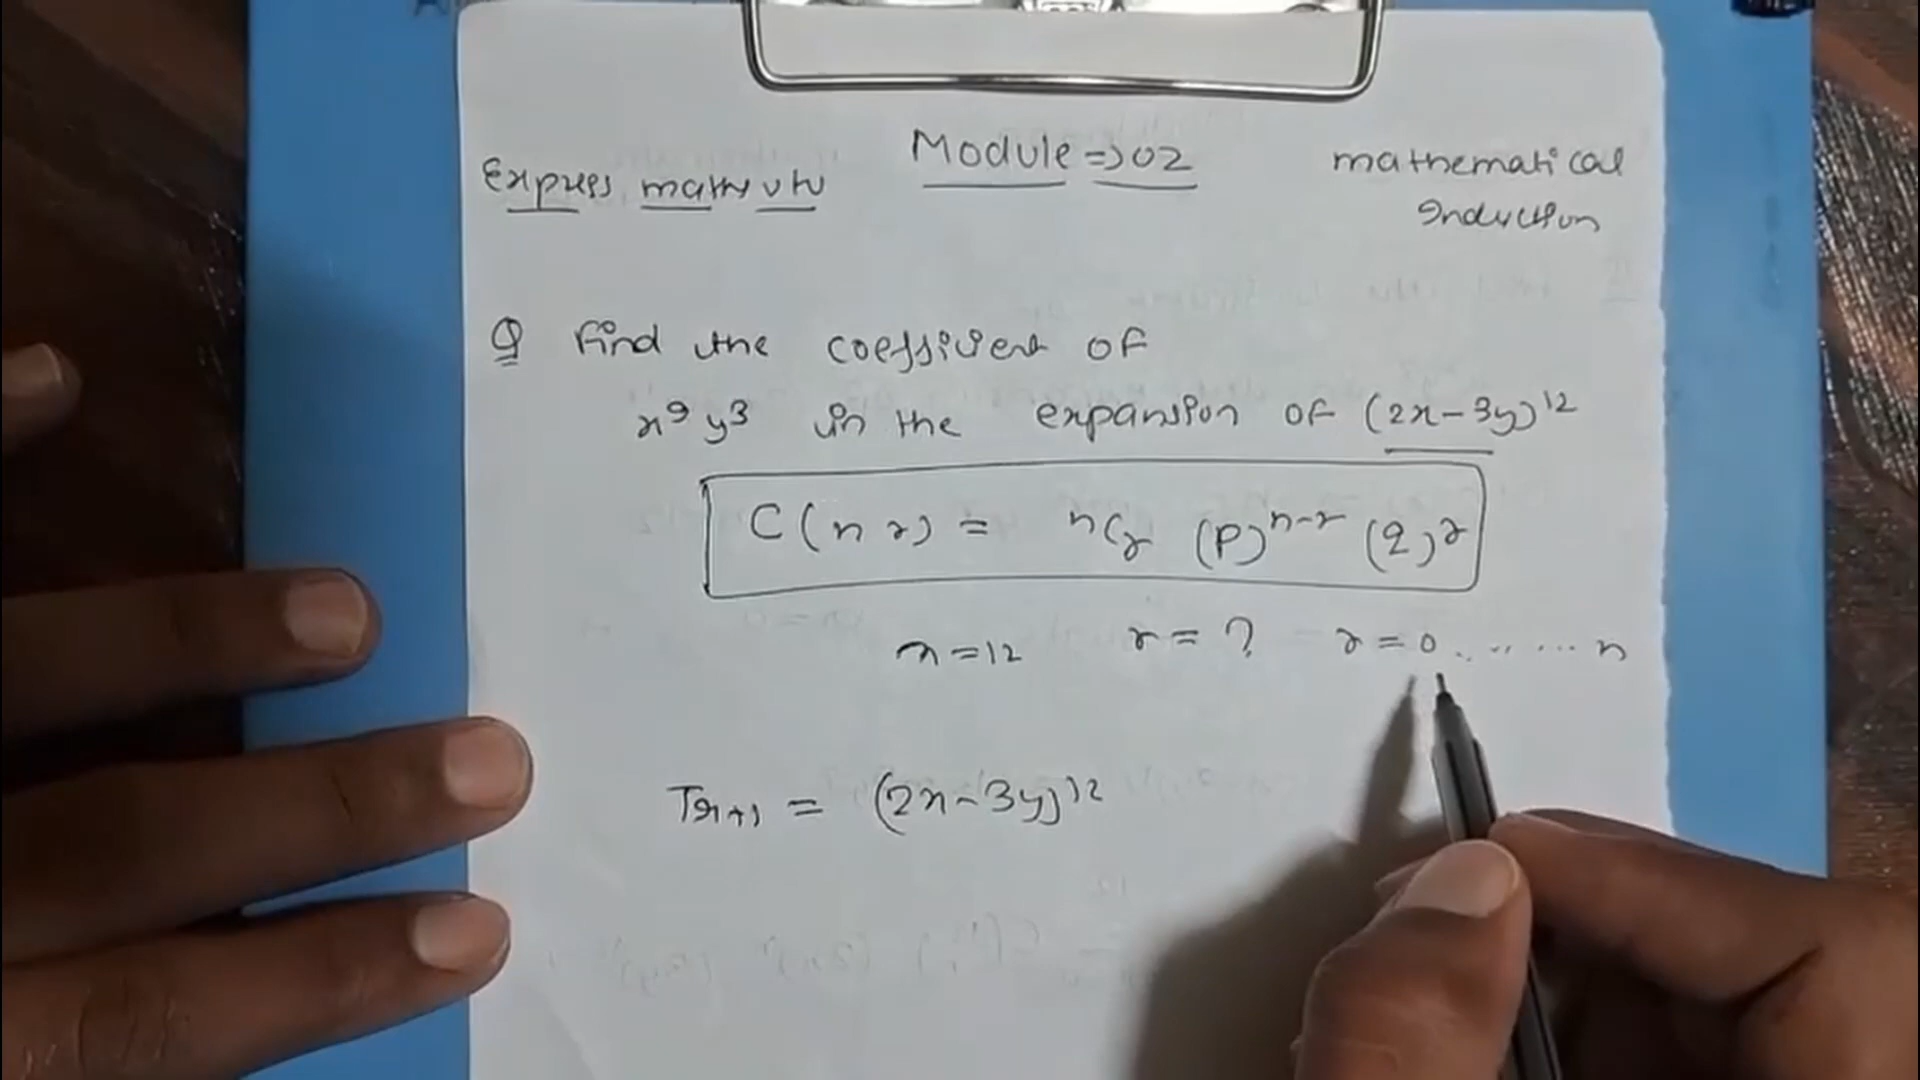 Express maths vtu
Module => 02
mathematical
Induction
Q Find the coefficient of
x⁹ y³ in the expansion of (2x-3y)¹²
C(n r) = ⁿCᵣ (P)ⁿ⁻ʳ (q)ʳ
n=12 r=? r=0........n
Tᵣ₊₁ = (2x-3y)¹²